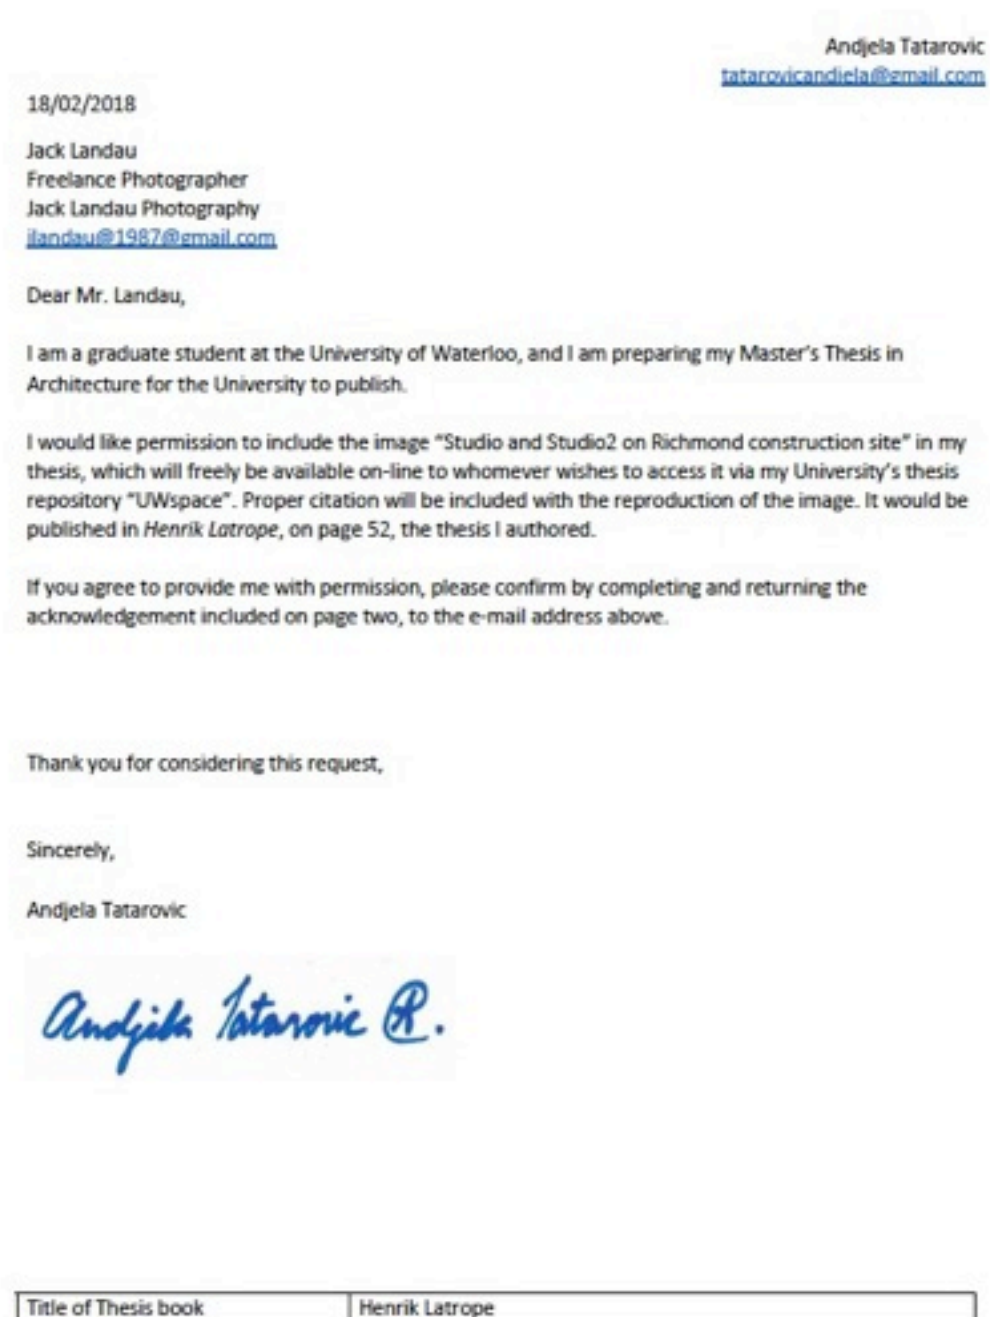 Andjela Tatarovic
tatarovicandjela@gmail.com
18/02/2018
Jack Landau
Freelance Photographer
Jack Landau Photography
jlandau@1987@gmail.com
Dear Mr. Landau,
I am a graduate student at the University of Waterloo, and I am preparing my Master's Thesis in
Architecture for the University to publish.
I would like permission to include the image “Studio and Studio2 on Richmond construction site” in my
thesis, which will freely be available on-line to whomever wishes to access it via my University's thesis
repository “UWspace”. Proper citation will be included with the reproduction of the image. It would be
published in Henrik Latrope, on page 52, the thesis I authored.
If you agree to provide me with permission, please confirm by completing and returning the
acknowledgement included on page two, to the e-mail address above.
Thank you for considering this request,
Sincerely,
Andjela Tatarovic
Andjela Tatarovic R.
Title of Thesis book Henrik Latrope